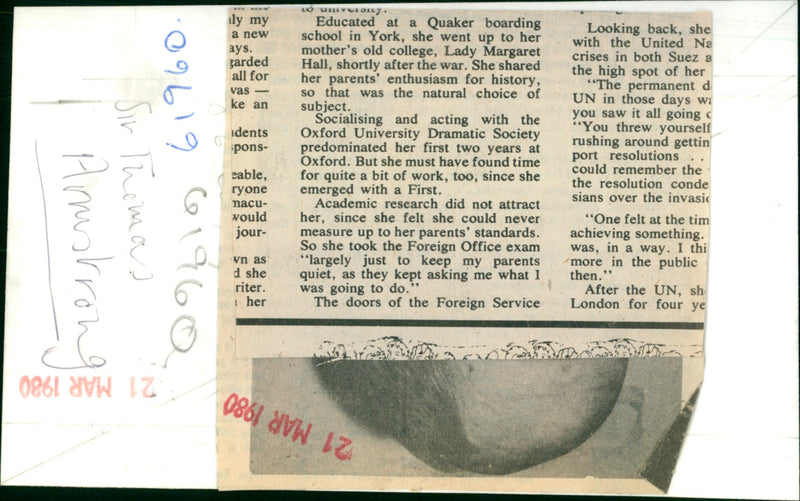 ly my
a new
ays.
garded
all for
vas —
ke an
idents
spons-
eable,
ryone
nacu-
would
jour-
vn as
d she
riter.
her
to university.
Educated at a Quaker boarding
school in York, she went up to her
mother's old college, Lady Margaret
Hall, shortly after the war. She shared
her parents' enthusiasm for history,
so that was the natural choice of
subject.
Socialising and acting with the
Oxford University Dramatic Society
predominated her first two years at
Oxford. But she must have found time
for quite a bit of work, too, since she
emerged with a First.
Academic research did not attract
her, since she felt she could never
measure up to her parents' standards.
So she took the Foreign Office exam
"largely just to keep my parents
quiet, as they kept asking me what I
was going to do."
The doors of the Foreign Service
Looking back, she
with the United Na
crises in both Suez a
the high spot of her
"The permanent d
UN in those days wa
you saw it all going o
"You threw yourself
rushing around gettin
port resolutions . .
could remember the
the resolution conde
sians over the invasio
"One felt at the tim
achieving something.
was, in a way. I thi
more in the public
then."
After the UN, sh
London for four ye
Sir Thomas
Armstrong
61960
21 MAR 1980
21 MAR 1980